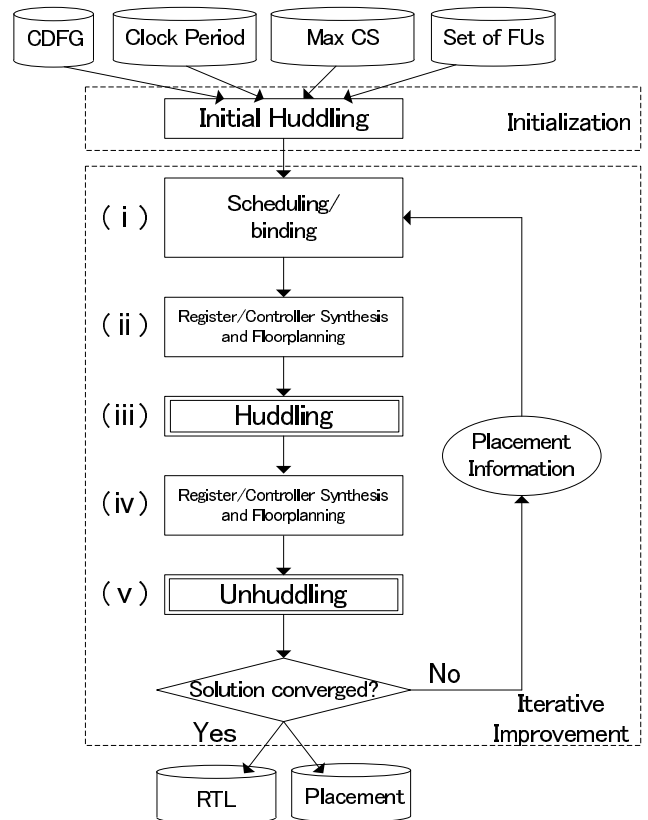 CDFG
Clock Period
Max CS
Set of FUs
Initial Huddling
Initialization
(i)
Scheduling/
binding
(ii)
Register/Controller Synthesis
and Floorplanning
(iii)
Huddling
Placement
Information
(iv)
Register/Controller Synthesis
and Floorplanning
(v)
Unhuddling
Solution converged?
No
Yes
Iterative
Improvement
RTL
Placement